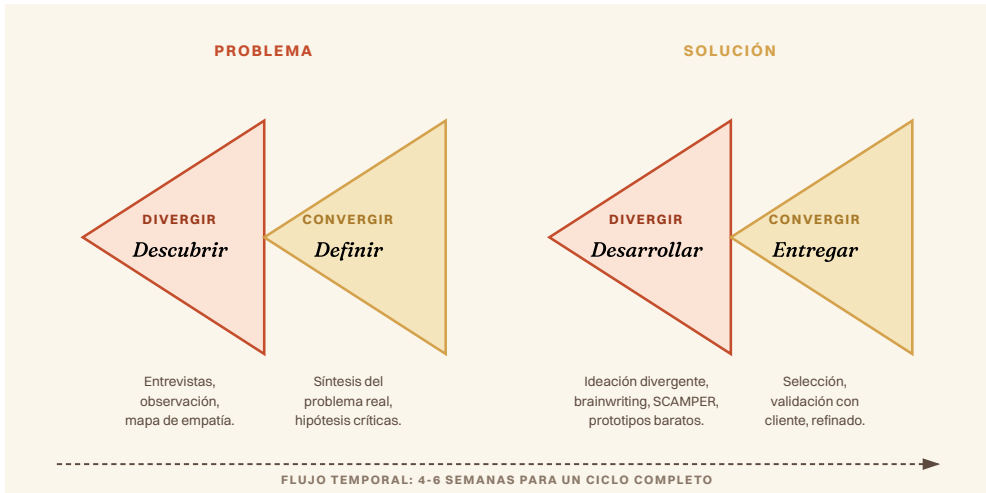 PROBLEMA
SOLUCIÓN
DIVERGIR
Descubrir
CONVERGIR
Definir
DIVERGIR
Desarrollar
CONVERGIR
Entregar
Entrevistas,
observación,
mapa de empatía.
Síntesis del
problema real,
hipótesis críticas.
Ideación divergente,
brainwriting, SCAMPER,
prototipos baratos.
Selección,
validación con
cliente, refinado.
FLUJO TEMPORAL: 4-6 SEMANAS PARA UN CICLO COMPLETO